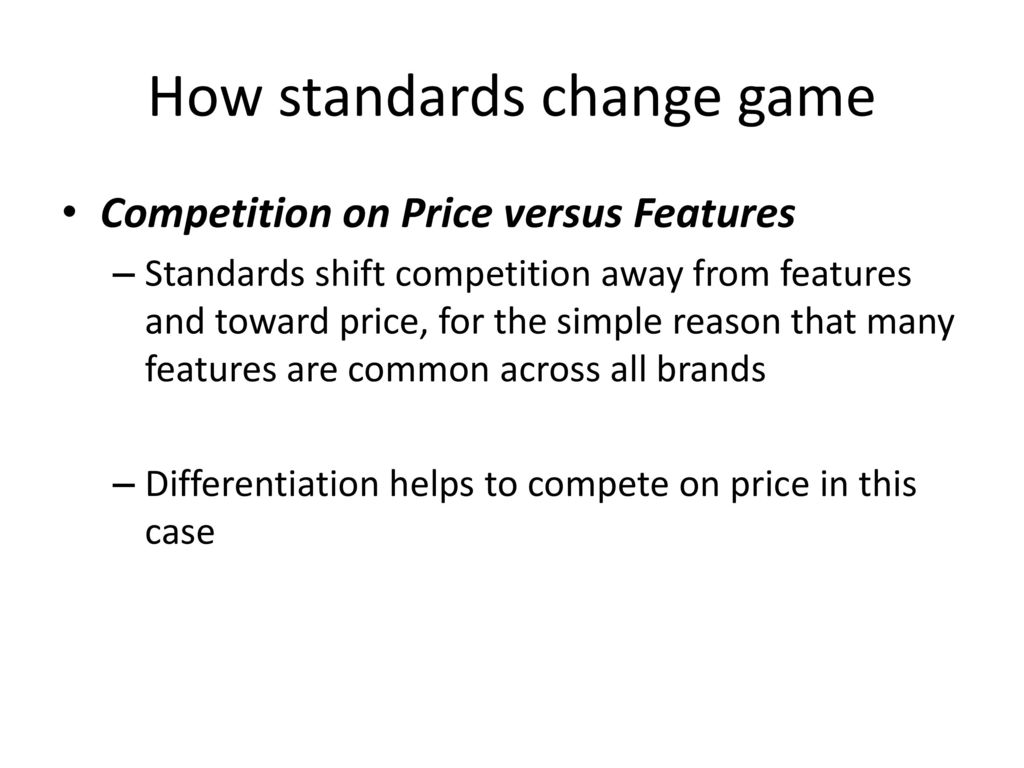 How standards change game
• Competition on Price versus Features
– Standards shift competition away from features
and toward price, for the simple reason that many
features are common across all brands
– Differentiation helps to compete on price in this
case